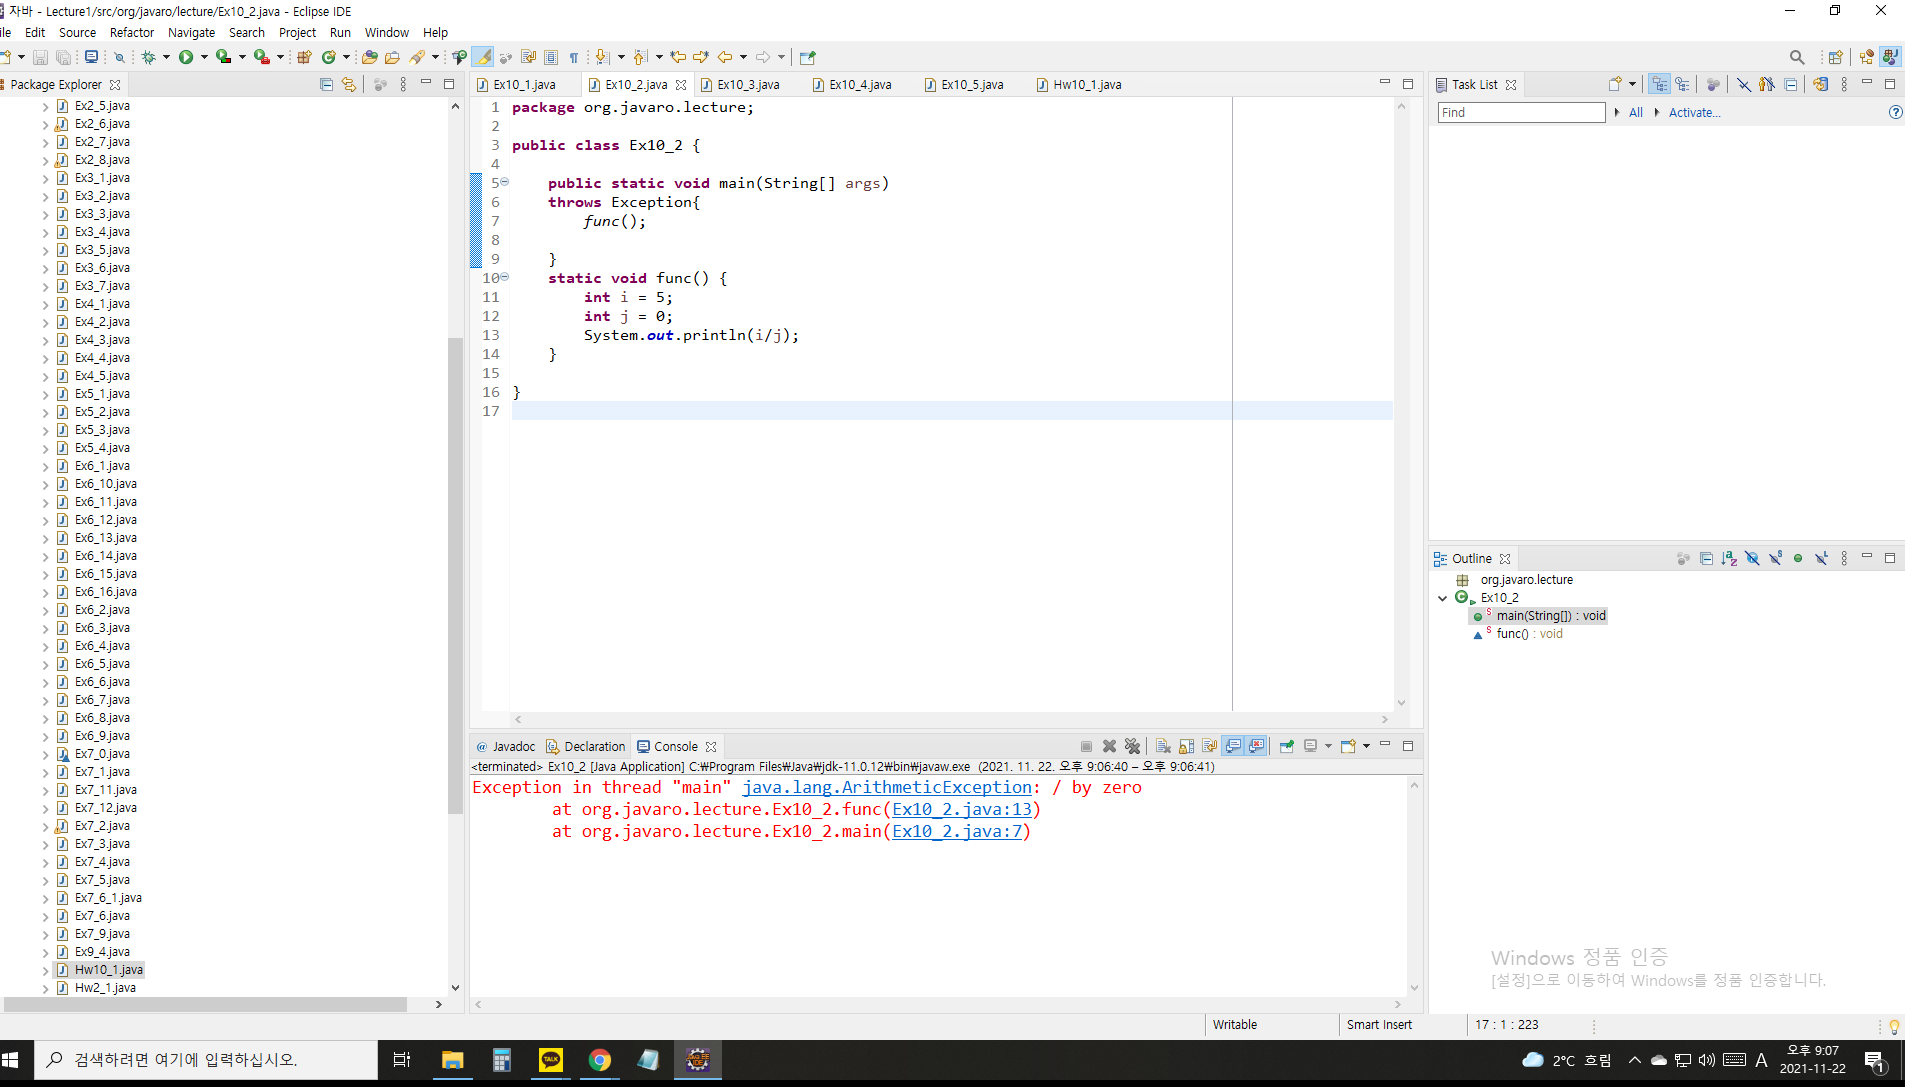 자바 - Lecture1/src/org/javaro/lecture/Ex10_2.java - Eclipse IDE
ile Edit Source Refactor Navigate Search Project Run Window Help
Package Explorer
Ex2_5.java
Ex2_6.java
Ex2_7.java
Ex2_8.java
Ex3_1.java
Ex3_2.java
Ex3_3.java
Ex3_4.java
Ex3_5.java
Ex3_6.java
Ex3_7.java
Ex4_1.java
Ex4_2.java
Ex4_3.java
Ex4_4.java
Ex4_5.java
Ex5_1.java
Ex5_2.java
Ex5_3.java
Ex5_4.java
Ex6_1.java
Ex6_10.java
Ex6_11.java
Ex6_12.java
Ex6_13.java
Ex6_14.java
Ex6_15.java
Ex6_16.java
Ex6_2.java
Ex6_3.java
Ex6_4.java
Ex6_5.java
Ex6_6.java
Ex6_7.java
Ex6_8.java
Ex6_9.java
Ex7_0.java
Ex7_1.java
Ex7_11.java
Ex7_12.java
Ex7_2.java
Ex7_3.java
Ex7_4.java
Ex7_5.java
Ex7_6_1.java
Ex7_6.java
Ex7_9.java
Ex9_4.java
Hw10_1.java
Hw2_1.java
Ex10_1.java Ex10_2.java Ex10_3.java Ex10_4.java Ex10_5.java Hw10_1.java
1 package org.javaro.lecture;
2
3 public class Ex10_2 {
4
5 public static void main(String[] args)
6 throws Exception{
7 func();
8
9 }
10 static void func() {
11 int i = 5;
12 int j = 0;
13 System.out.println(i/j);
14 }
15
16 }
17
@ Javadoc Declaration Console
<terminated> Ex10_2 [Java Application] C:₩Program Files₩Java₩jdk-11.0.12₩bin₩javaw.exe (2021. 11. 22. 오후 9:06:40 – 오후 9:06:41)
Exception in thread "main" java.lang.ArithmeticException: / by zero
at org.javaro.lecture.Ex10_2.func(Ex10_2.java:13)
at org.javaro.lecture.Ex10_2.main(Ex10_2.java:7)
Task List
Find All Activate...
Outline
org.javaro.lecture
Ex10_2
main(String[]) : void
func() : void
Windows 정품 인증
[설정]으로 이동하여 Windows를 정품 인증합니다.
Writable Smart Insert 17 : 1 : 223
검색하려면 여기에 입력하십시오.
TALK
2°C 흐림 A 오후 9:07
2021-11-22
1